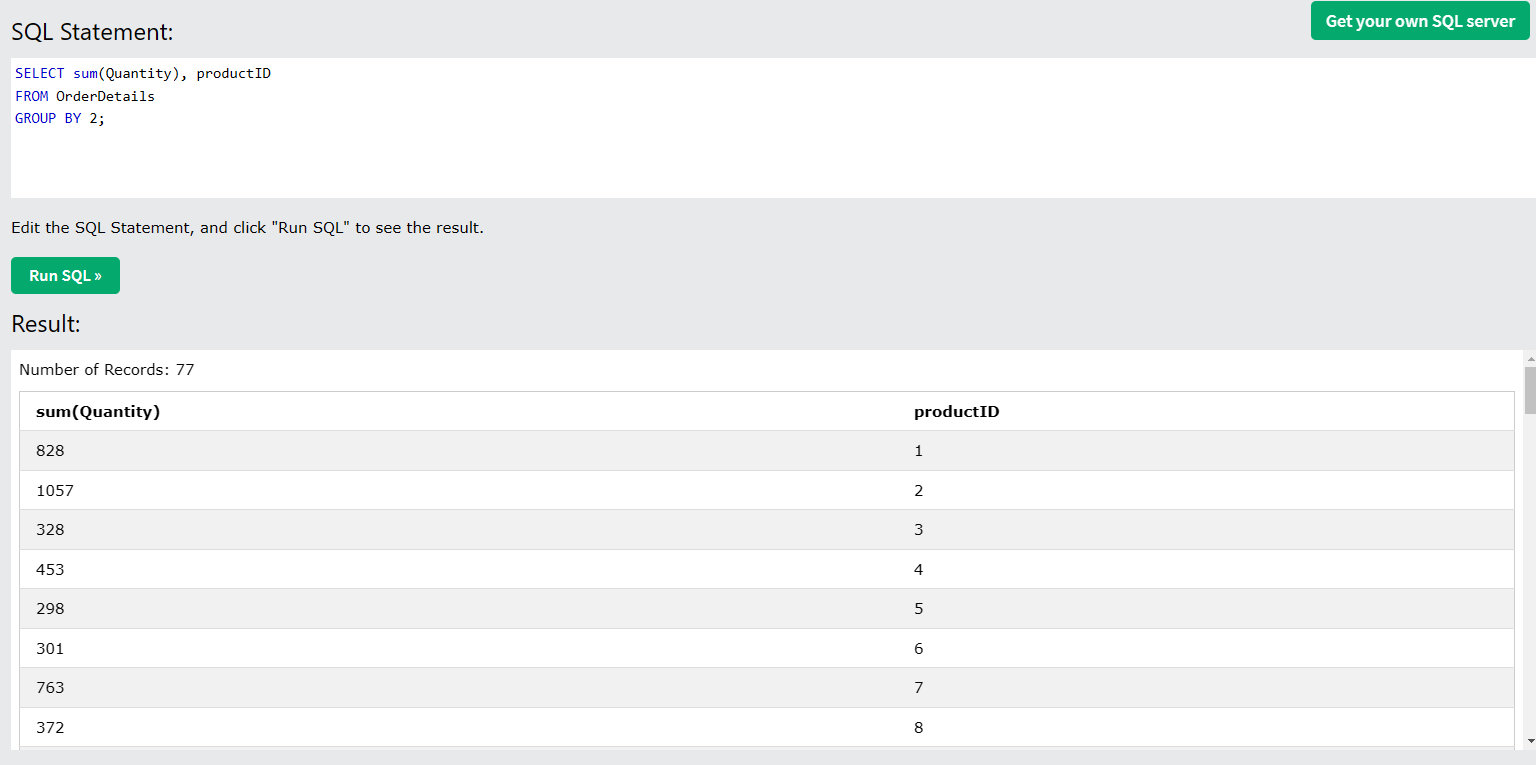 SQL Statement:
Get your own SQL server
SELECT sum(Quantity), productID
FROM OrderDetails
GROUP BY 2;
Edit the SQL Statement, and click "Run SQL" to see the result.
Run SQL »
Result:
Number of Records: 77
sum(Quantity) productID
828 1
1057 2
328 3
453 4
298 5
301 6
763 7
372 8